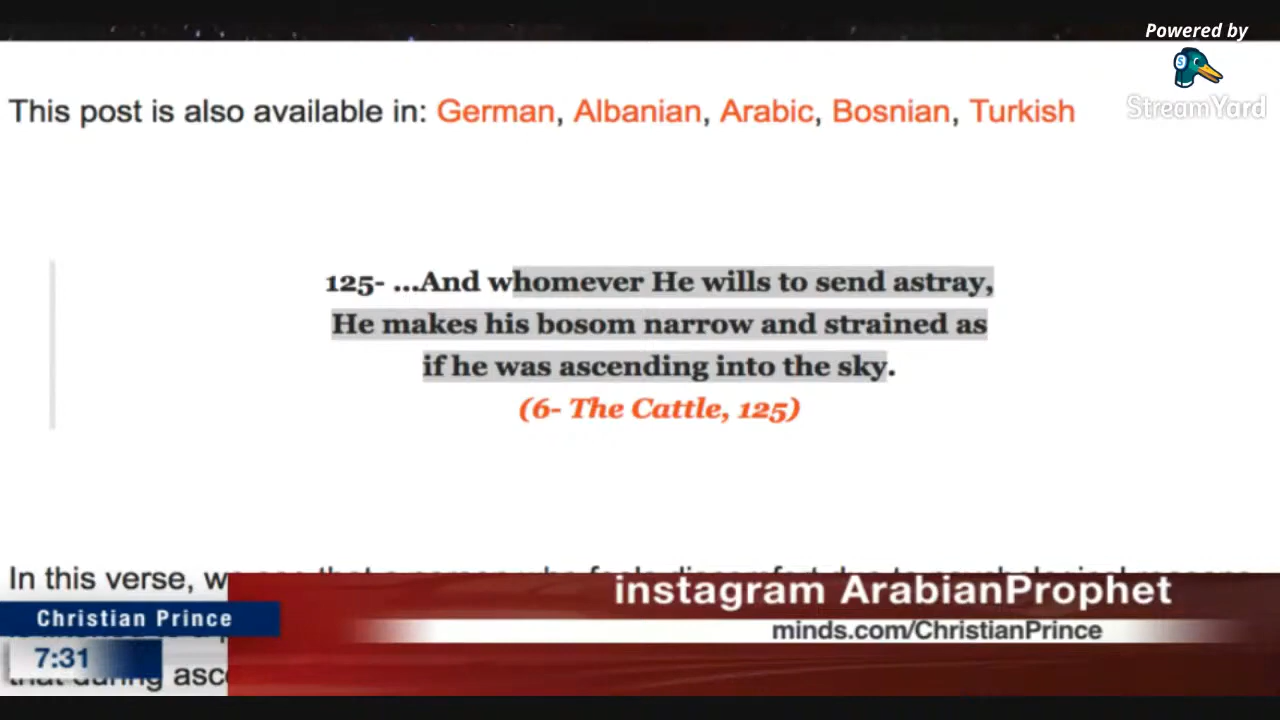 Powered by
StreamYard
This post is also available in: German, Albanian, Arabic, Bosnian, Turkish
125- ...And whomever He wills to send astray,
He makes his bosom narrow and strained as
if he was ascending into the sky.
(6- The Cattle, 125)
In this verse,
instagram ArabianProphet
Christian Prince
minds.com/ChristianPrince
7:31
that during